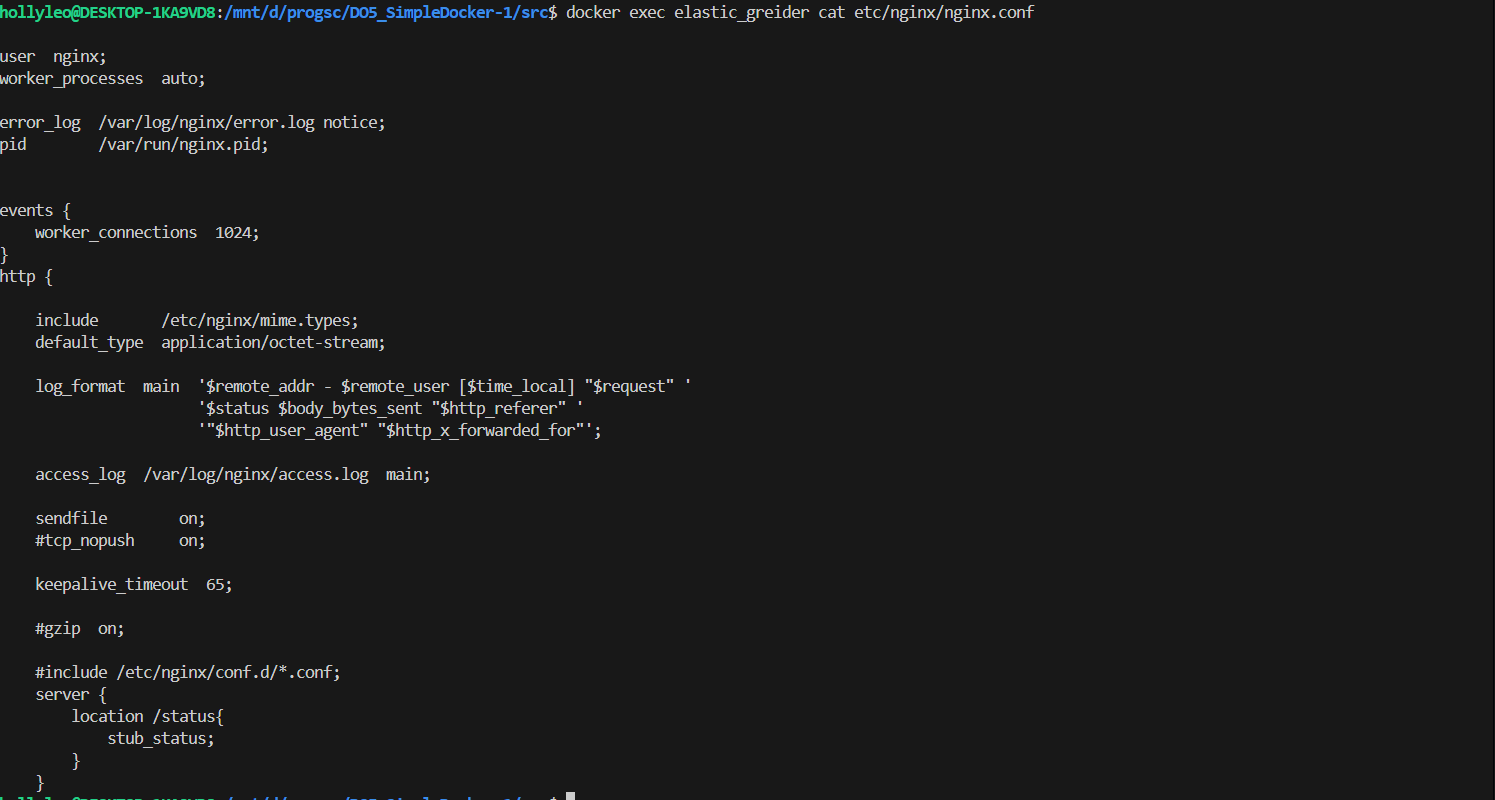 hollyleo@DESKTOP-1KA9VD8:/mnt/d/progsc/DO5_SimpleDocker-1/src$ docker exec elastic_greider cat etc/nginx/nginx.conf
user  nginx;
worker_processes  auto;
error_log  /var/log/nginx/error.log notice;
pid        /var/run/nginx.pid;
events {
    worker_connections  1024;
}
http {
    include       /etc/nginx/mime.types;
    default_type  application/octet-stream;
    log_format  main  '$remote_addr - $remote_user [$time_local] "$request" '
                      '$status $body_bytes_sent "$http_referer" '
                      '"$http_user_agent" "$http_x_forwarded_for"';
    access_log  /var/log/nginx/access.log  main;
    sendfile        on;
    #tcp_nopush     on;
    keepalive_timeout  65;
    #gzip  on;
    #include /etc/nginx/conf.d/*.conf;
    server {
        location /status{
            stub_status;
        }
    }